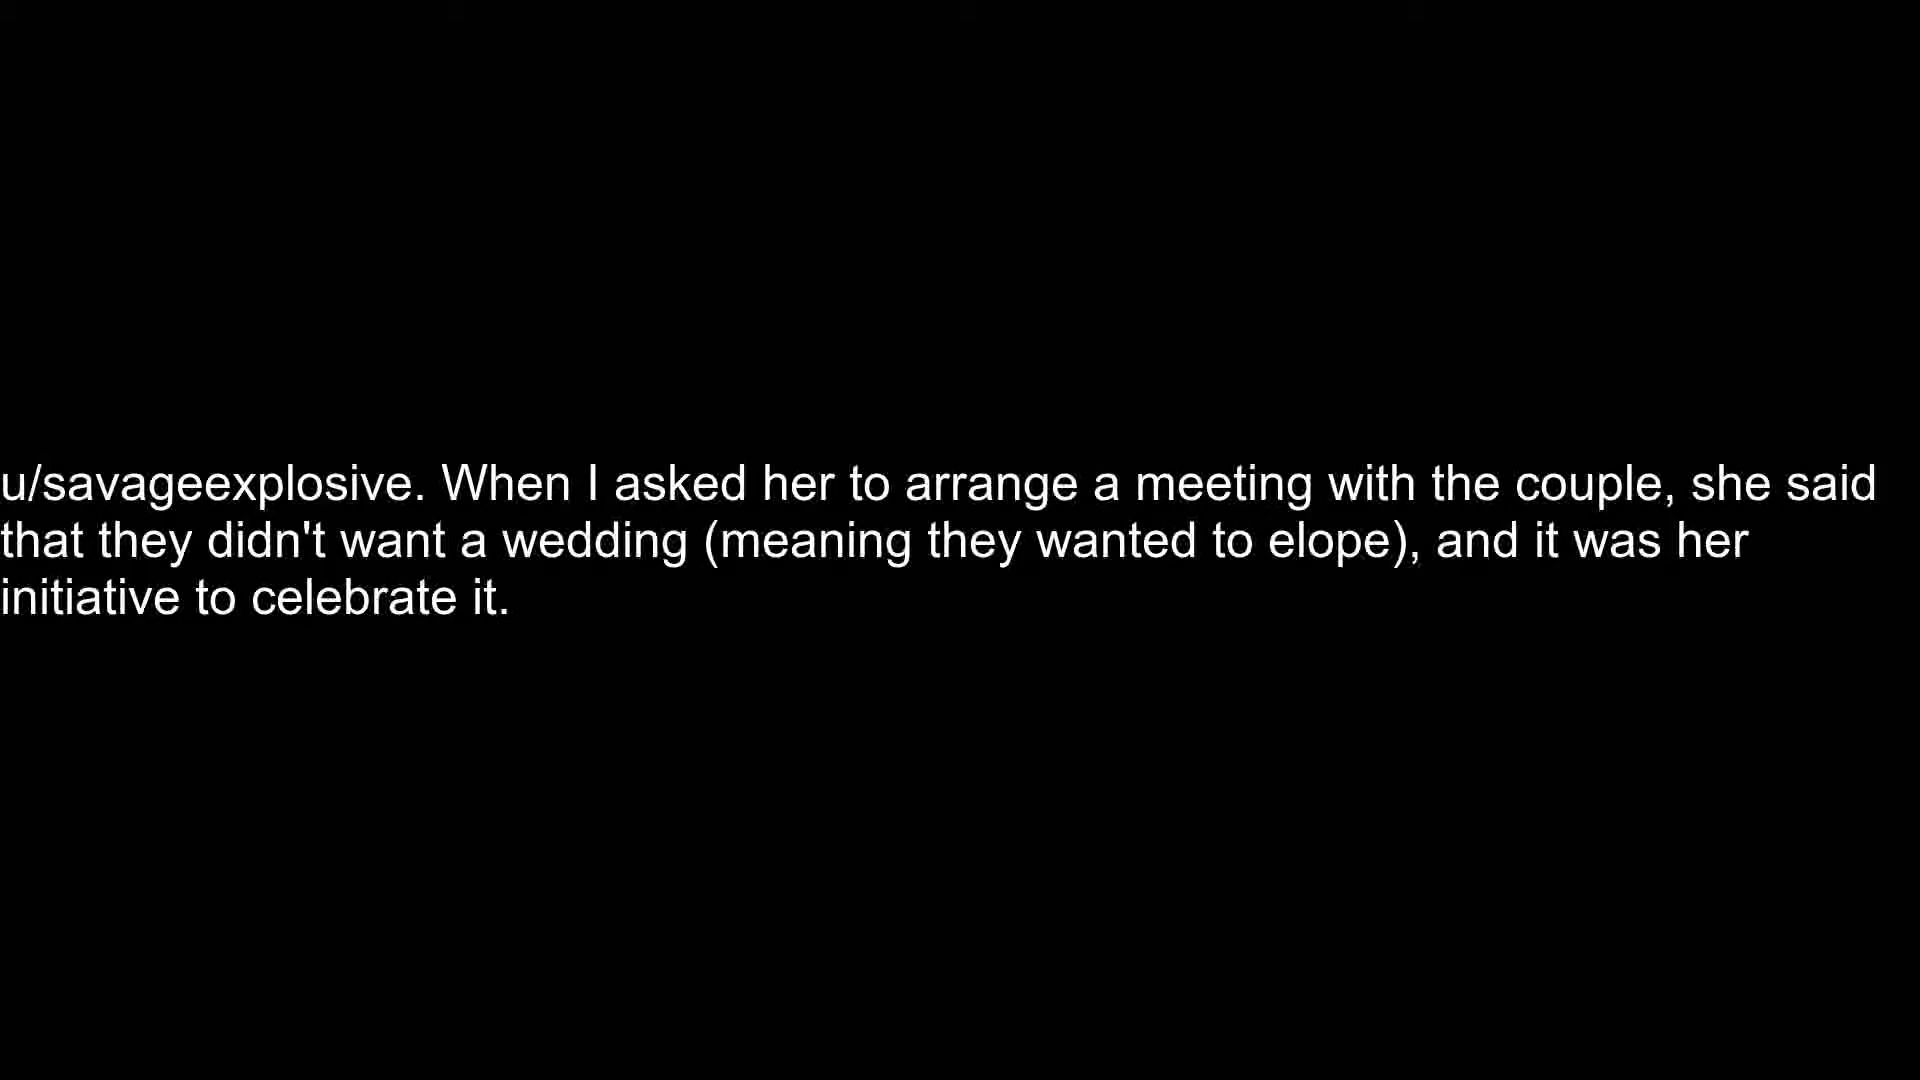 u/savageexplosive. When I asked her to arrange a meeting with the couple, she said
that they didn't want a wedding (meaning they wanted to elope), and it was her
initiative to celebrate it.